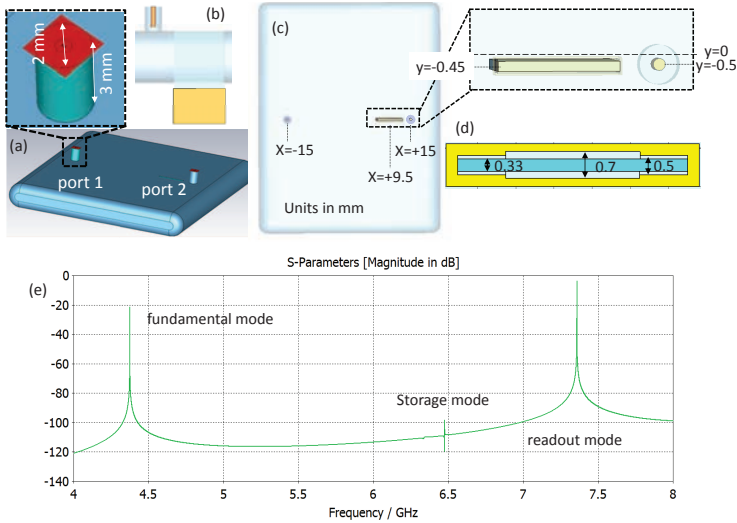 (a)
2 mm
3 mm
port 1
port 2
(b)
(c)
X=-15
X=+15
X=+9.5
Units in mm
y=-0.45
y=0
y=-0.5
(d)
0.33
0.7
0.5
S-Parameters [Magnitude in dB]
(e)
0
-20
-40
-60
-80
-100
-120
-140
fundamental mode
Storage mode
readout mode
4
4.5
5
5.5
6
6.5
7
7.5
8
Frequency / GHz